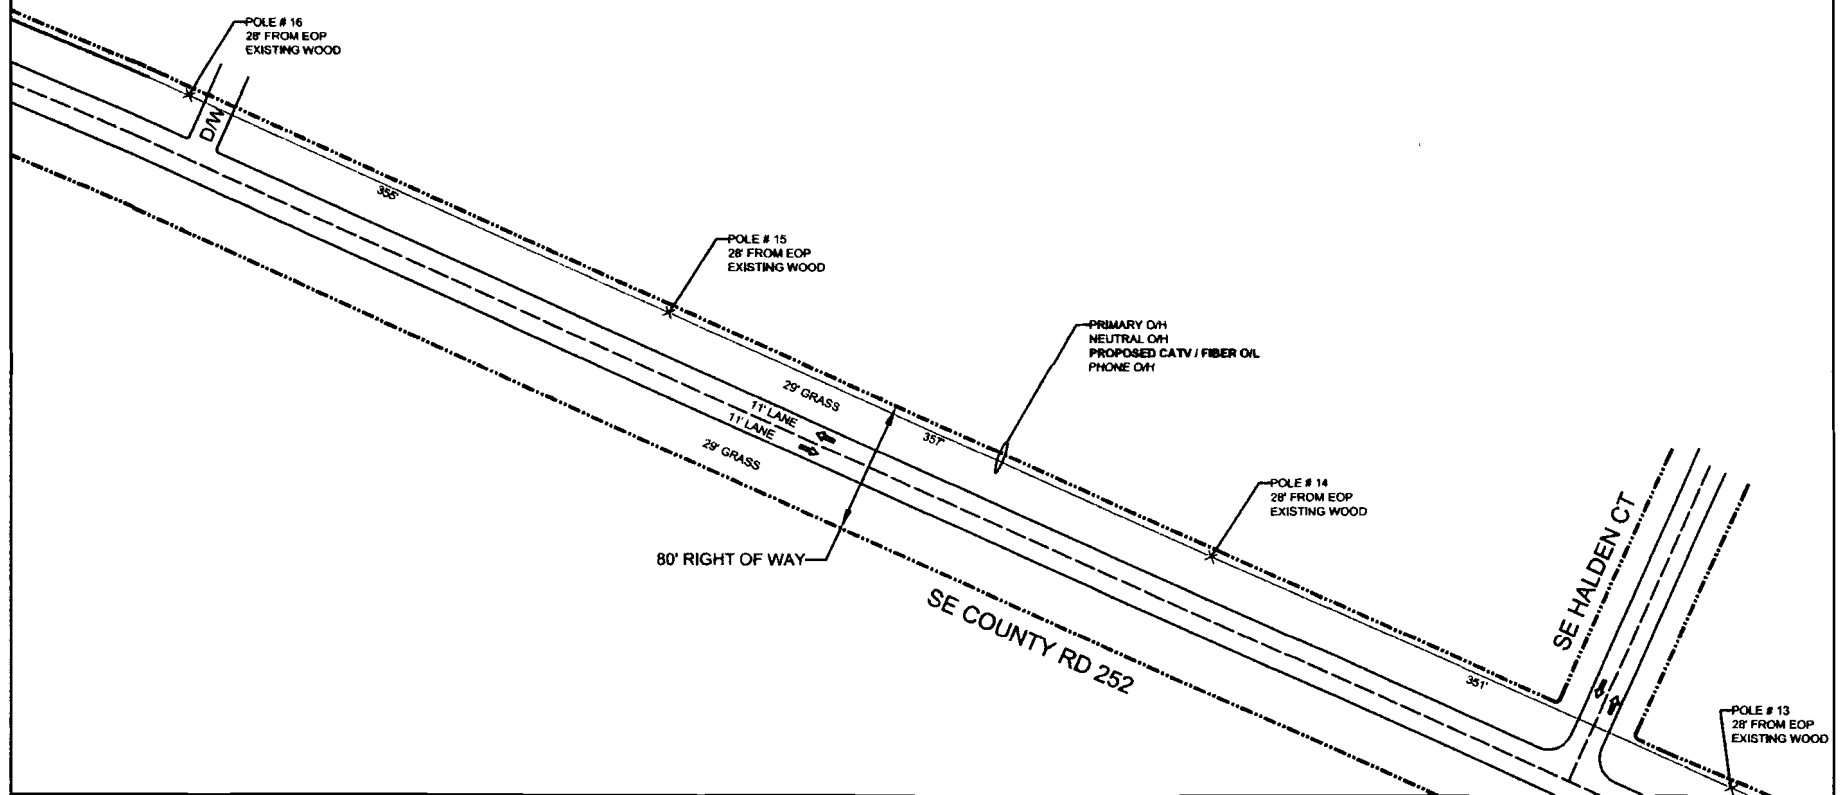 POLE # 16
28' FROM EOP
EXISTING WOOD
D/W
355'
POLE # 15
28' FROM EOP
EXISTING WOOD
PRIMARY O/H
NEUTRAL O/H
PROPOSED CATV / FIBER O/L
PHONE O/H
29' GRASS
11' LANE
11' LANE
29' GRASS
357'
80' RIGHT OF WAY
POLE # 14
28' FROM EOP
EXISTING WOOD
SE COUNTY RD 252
SE HALDEN CT
351'
POLE # 13
28' FROM EOP
EXISTING WOOD